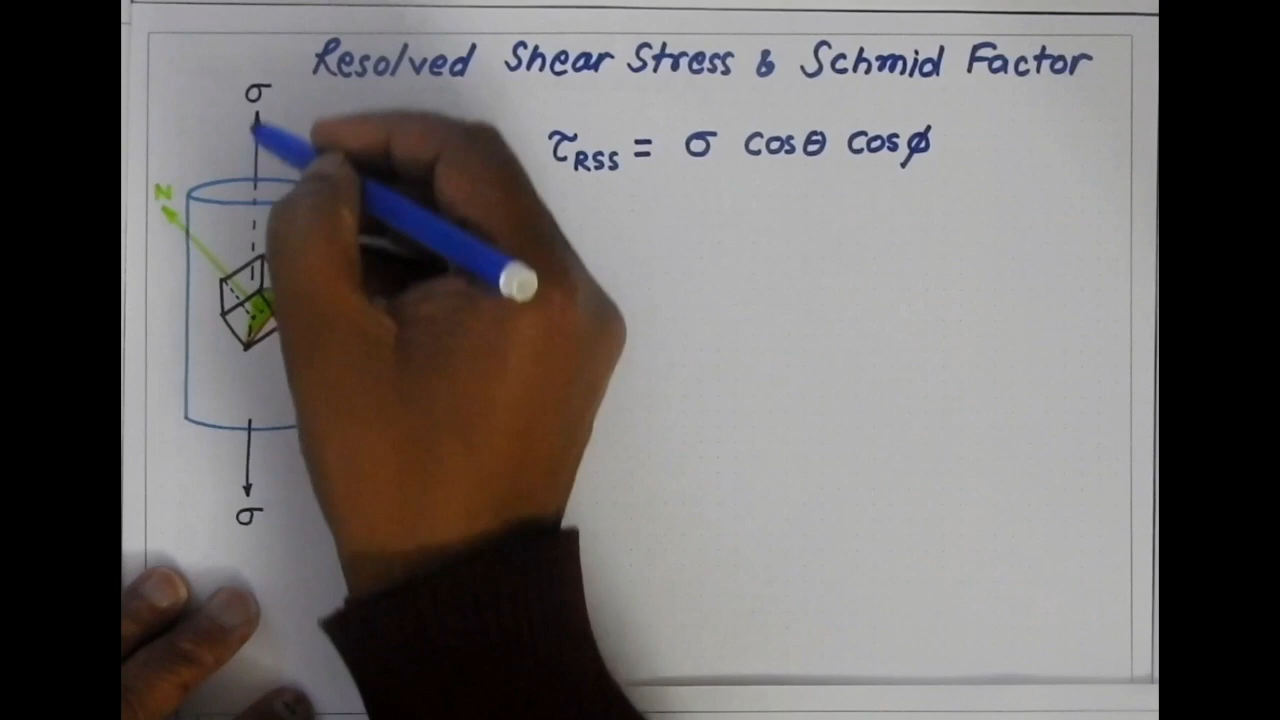 Resolved Shear Stress & Schmid Factor
σ
τRSS = σ cosθ cosϕ
N
σ